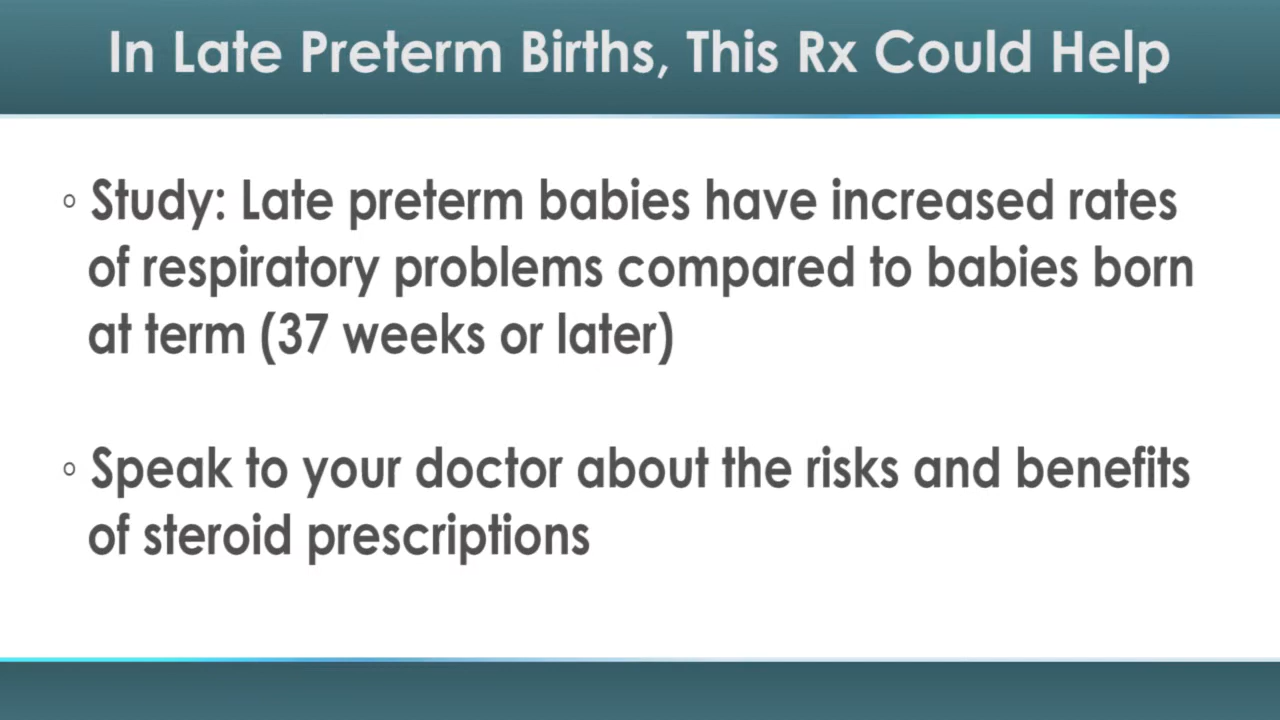 In Late Preterm Births, This Rx Could Help
◦ Study: Late preterm babies have increased rates
of respiratory problems compared to babies born
at term (37 weeks or later)
◦ Speak to your doctor about the risks and benefits
of steroid prescriptions